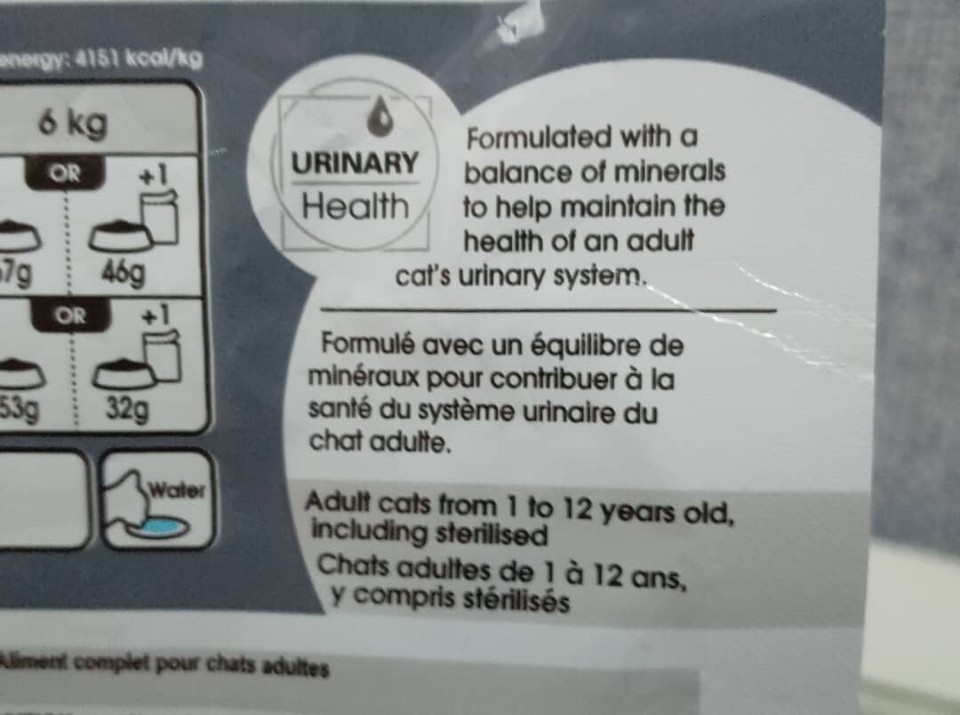 energy: 4151 kcal/kg
6 kg
OR +1
7g 46g
OR +1
53g 32g
Water
URINARY
Health
Formulated with a
balance of minerals
to help maintain the
health of an adult
cat's urinary system.
Formulé avec un équilibre de
minéraux pour contribuer à la
santé du système urinaire du
chat adulte.
Adult cats from 1 to 12 years old,
including sterilised
Chats adultes de 1 à 12 ans,
y compris stérilisés
Aliment complet pour chats adultes